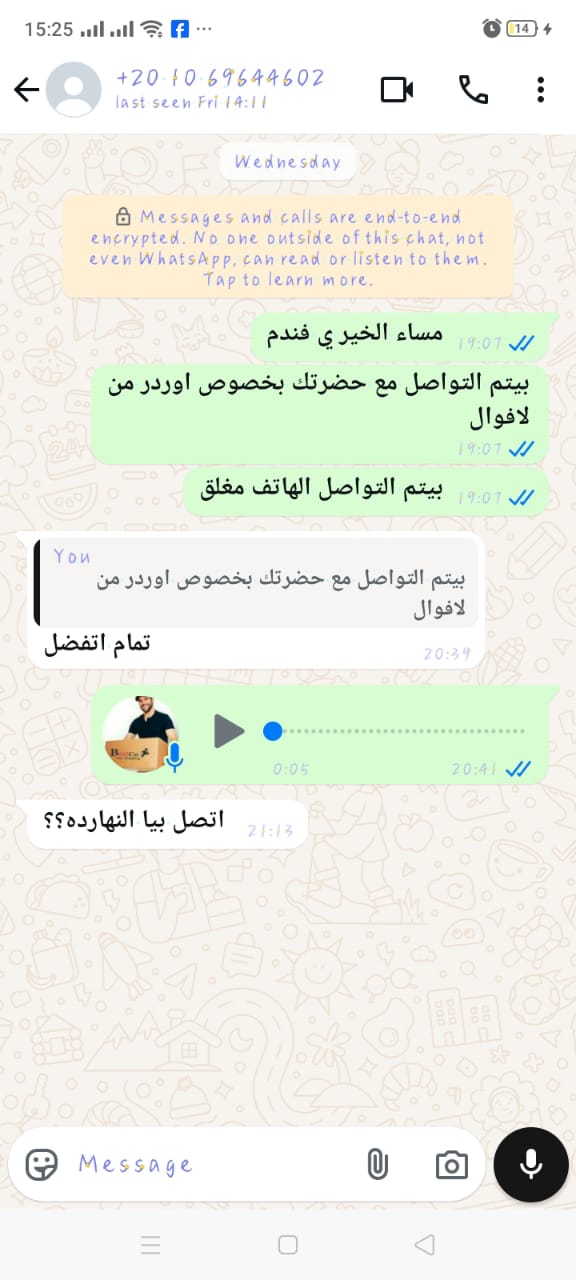 15:25
14
+20 10 69644602
last seen Fri 14:11
Wednesday
Messages and calls are end-to-end
encrypted. No one outside of this chat, not
even WhatsApp, can read or listen to them.
Tap to learn more.
مساء الخير ي فندم
19:07
بيتم التواصل مع حضرتك بخصوص اوردر من
لافوال
19:07
بيتم التواصل الهاتف مغلق
19:07
You
بيتم التواصل مع حضرتك بخصوص اوردر من
لافوال
تمام اتفضل
20:39
0:05
20:41
اتصل بيا النهارده؟؟
21:13
Message